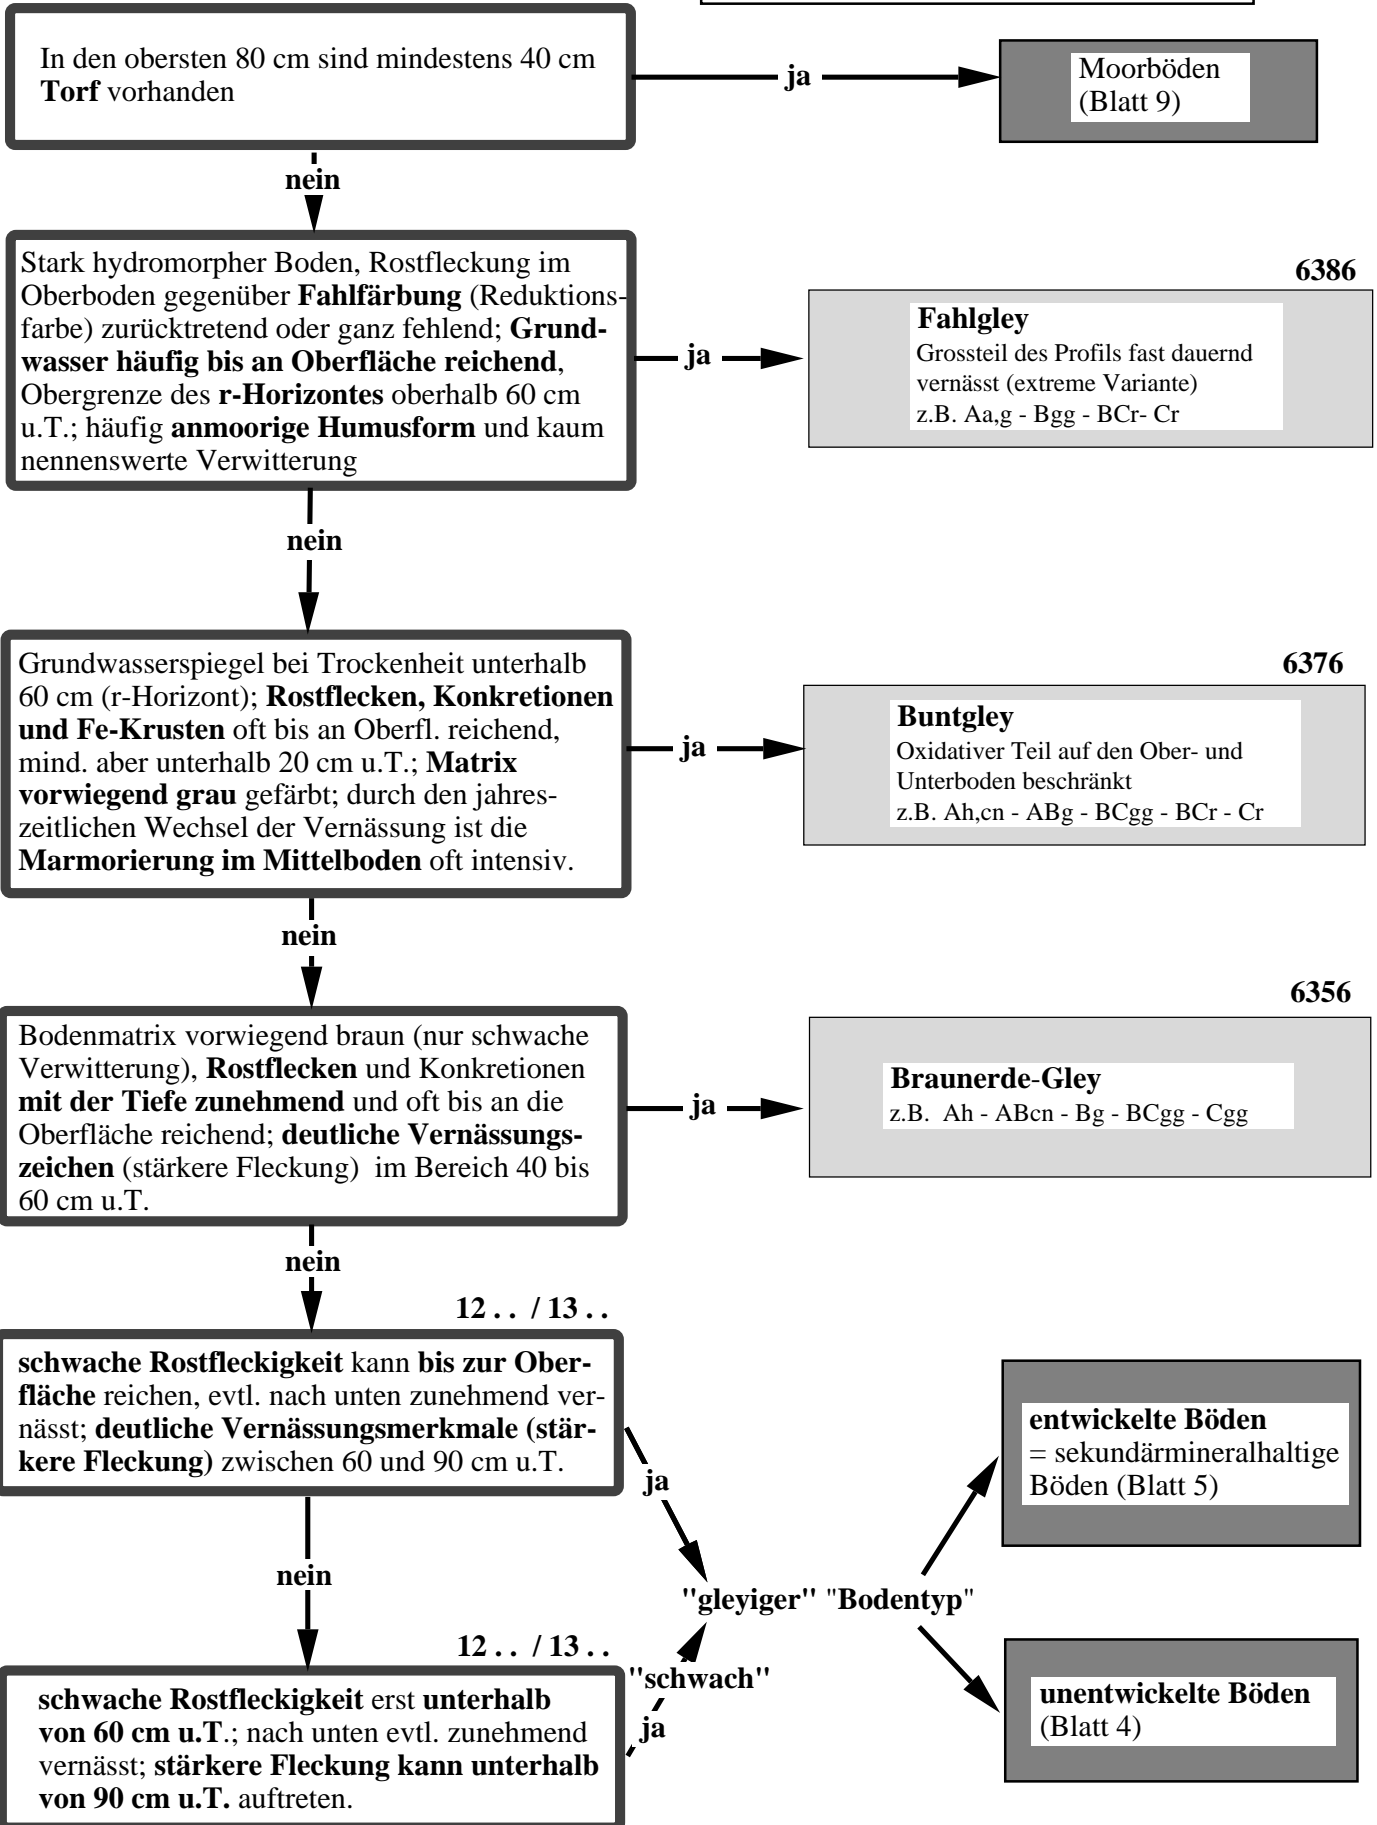 In den obersten 80 cm sind mindestens 40 cm
Torf vorhanden
ja
Moorböden
(Blatt 9)
nein
Stark hydromorpher Boden, Rostfleckung im
Oberboden gegenüber Fahlfärbung (Reduktions-
farbe) zurücktretend oder ganz fehlend; Grund-
wasser häufig bis an Oberfläche reichend,
Obergrenze des r-Horizontes oberhalb 60 cm
u.T.; häufig anmoorige Humusform und kaum
nennenswerte Verwitterung
ja
6386
Fahlgley
Grossteil des Profils fast dauernd
vernässt (extreme Variante)
z.B. Aa,g - Bgg - BCr- Cr
nein
Grundwasserspiegel bei Trockenheit unterhalb
60 cm (r-Horizont); Rostflecken, Konkretionen
und Fe-Krusten oft bis an Oberfl. reichend,
mind. aber unterhalb 20 cm u.T.; Matrix
vorwiegend grau gefärbt; durch den jahres-
zeitlichen Wechsel der Vernässung ist die
Marmorierung im Mittelboden oft intensiv.
ja
6376
Buntgley
Oxidativer Teil auf den Ober- und
Unterboden beschränkt
z.B. Ah,cn - ABg - BCgg - BCr - Cr
nein
Bodenmatrix vorwiegend braun (nur schwache
Verwitterung), Rostflecken und Konkretionen
mit der Tiefe zunehmend und oft bis an die
Oberfläche reichend; deutliche Vernässungs-
zeichen (stärkere Fleckung) im Bereich 40 bis
60 cm u.T.
ja
6356
Braunerde-Gley
z.B. Ah - ABcn - Bg - BCgg - Cgg
nein
12 . . / 13 . .
schwache Rostfleckigkeit kann bis zur Ober-
fläche reichen, evtl. nach unten zunehmend ver-
nässt; deutliche Vernässungsmerkmale (stär-
kere Fleckung) zwischen 60 und 90 cm u.T.
ja
entwickelte Böden
= sekundärmineralhaltige
Böden (Blatt 5)
nein
"gleyiger" "Bodentyp"
12 . . / 13 . .
"schwach"
ja
schwache Rostfleckigkeit erst unterhalb
von 60 cm u.T.; nach unten evtl. zunehmend
vernässt; stärkere Fleckung kann unterhalb
von 90 cm u.T. auftreten.
unentwickelte Böden
(Blatt 4)